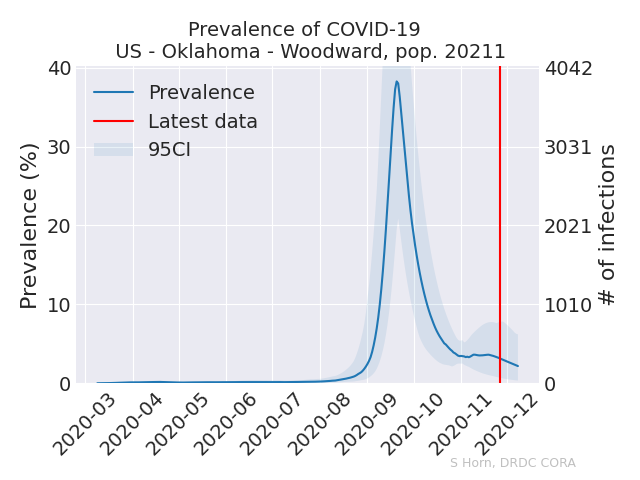 Prevalence of COVID-19
US - Oklahoma - Woodward, pop. 20211
Prevalence
Latest data
95CI
Prevalence (%)
40
30
20
10
0
4042
3031
2021
1010
0
# of infections
2020-03
2020-04
2020-05
2020-06
2020-07
2020-08
2020-09
2020-10
2020-11
2020-12
S Horn, DRDC CORA